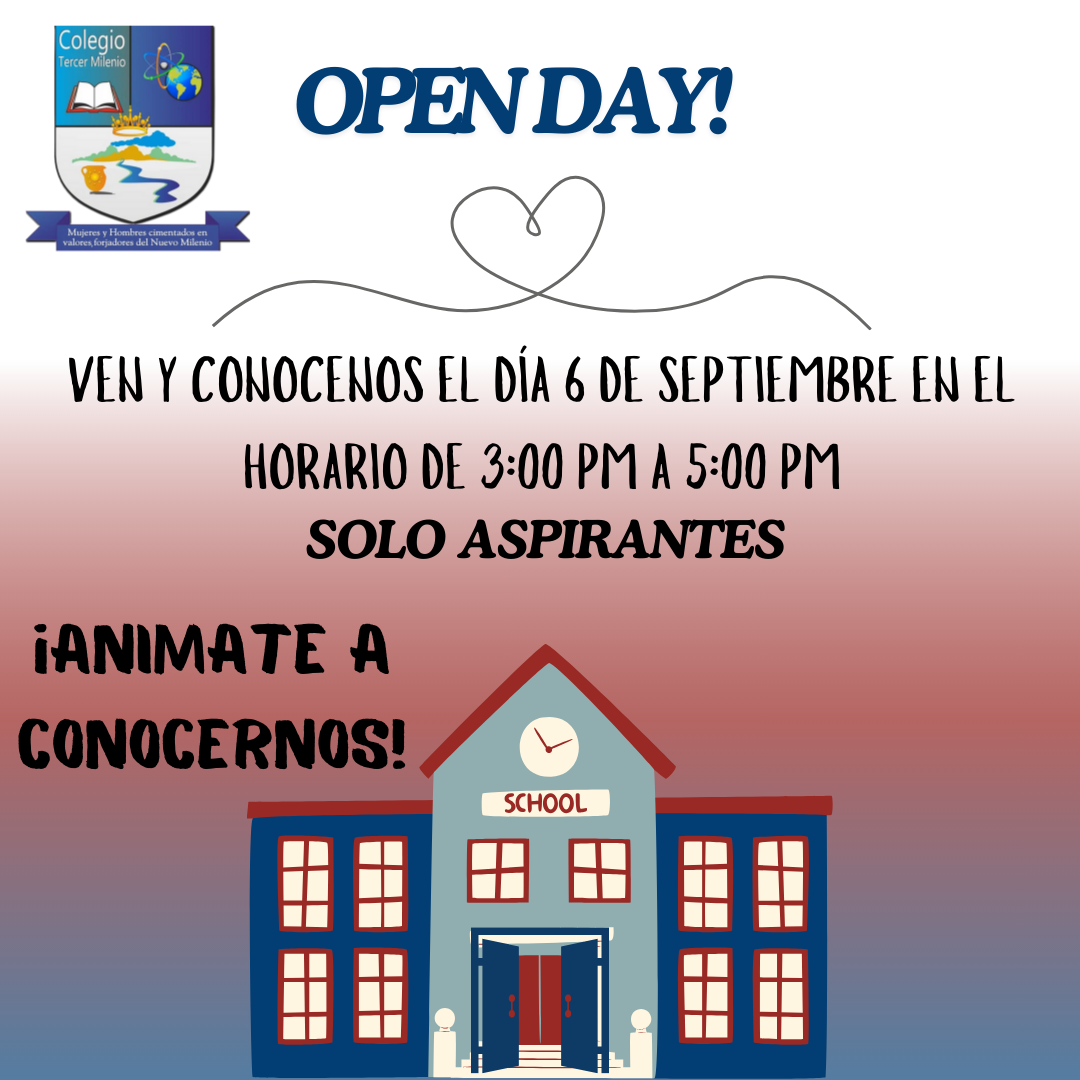 Colegio
Tercer Milenio
Mujeres y Hombres cimentados en
valores,forjadores del Nuevo Milenio
OPEN DAY!
VEN Y CONOCENOS EL DÍA 6 DE SEPTIEMBRE EN EL
HORARIO DE 3:00 PM A 5:00 PM
SOLO ASPIRANTES
¡ANIMATE A
CONOCERNOS!
SCHOOL